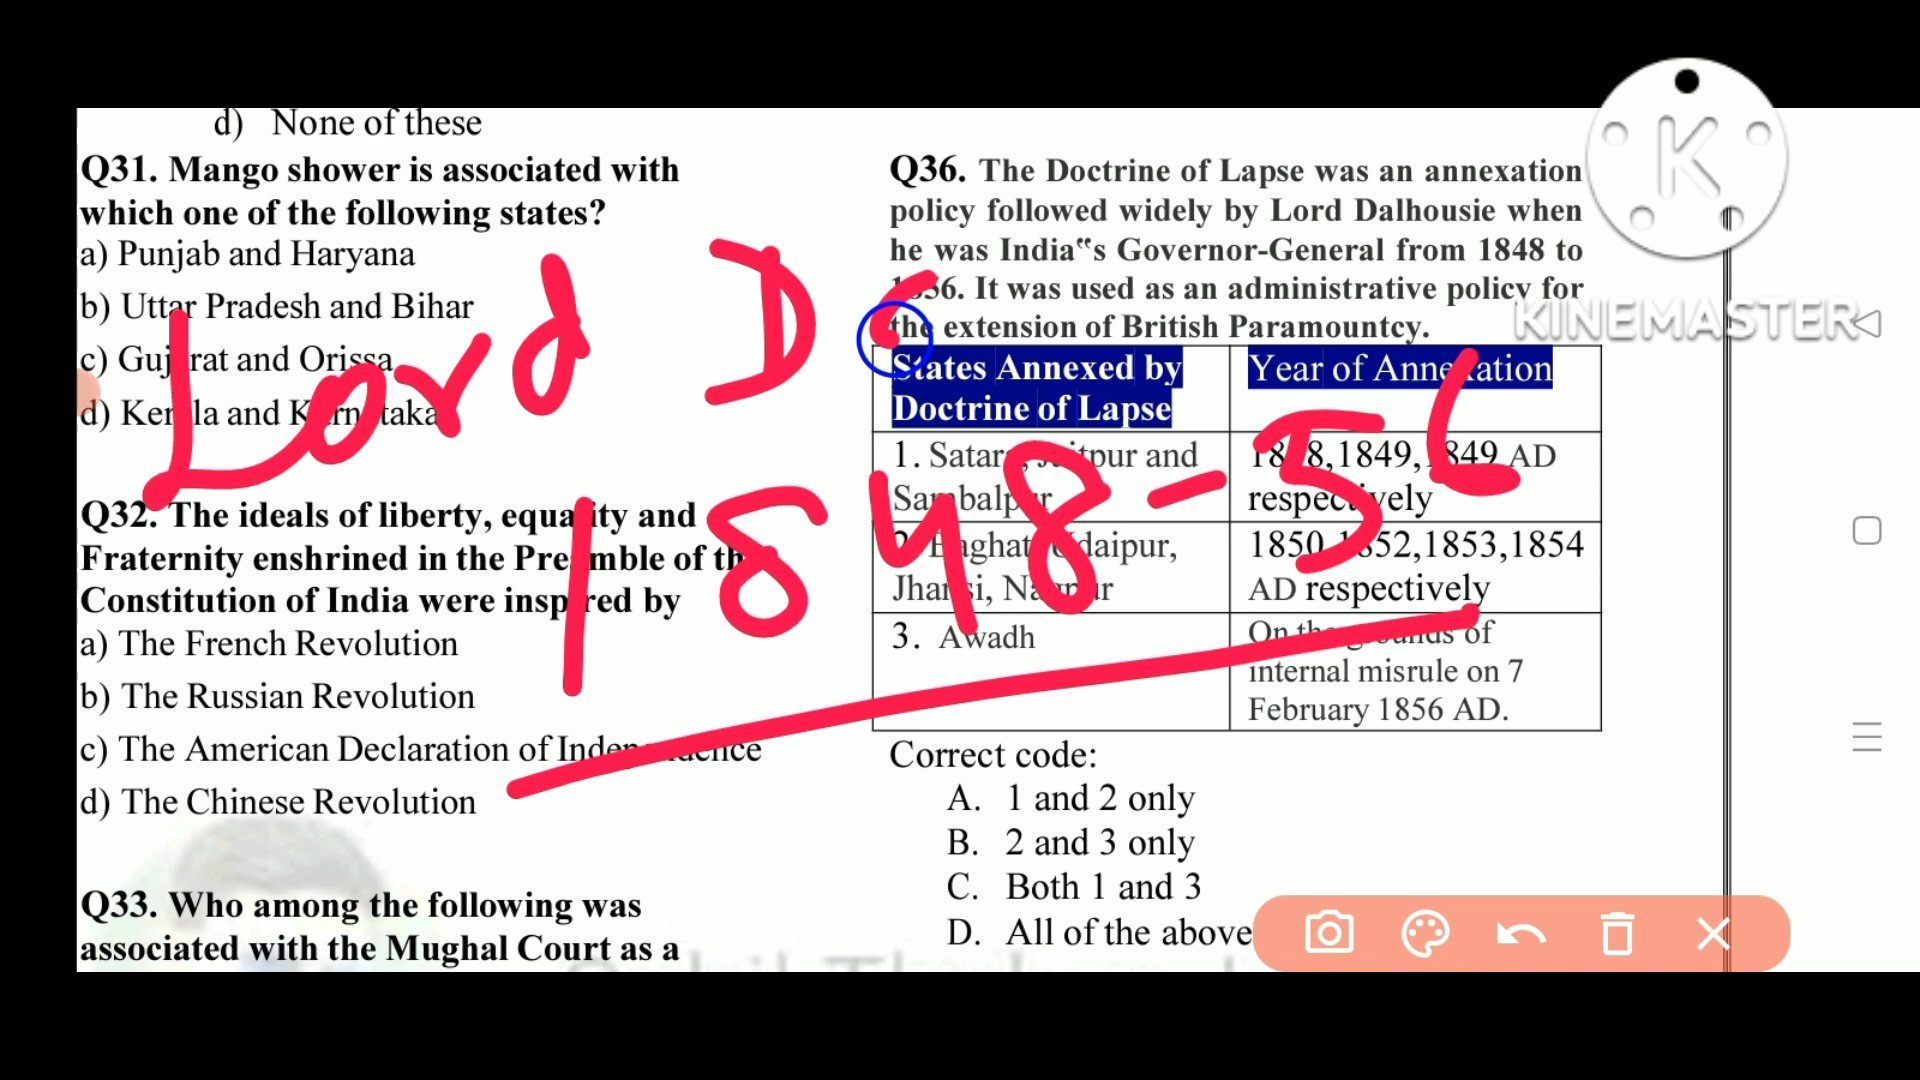 d) None of these
Q31. Mango shower is associated with
which one of the following states?
a) Punjab and Haryana
b) Uttar Pradesh and Bihar
c) Gujarat and Orissa
d) Kerala and Karnataka
Q32. The ideals of liberty, equality and
Fraternity enshrined in the Preamble of the
Constitution of India were inspired by
a) The French Revolution
b) The Russian Revolution
c) The American Declaration of Independence
d) The Chinese Revolution
Q33. Who among the following was
associated with the Mughal Court as a
Q36. The Doctrine of Lapse was an annexation
policy followed widely by Lord Dalhousie when
he was India‟s Governor-General from 1848 to
1856. It was used as an administrative policy for
the extension of British Paramountcy.
States Annexed by Doctrine of Lapse
Year of Annexation
1. Satara, Jaitpur and
Sambalpur
1848,1849,1849 AD
respectively
2. Baghat, Udaipur,
Jhansi, Nagpur
1850,1852,1853,1854
AD respectively
3. Awadh
On the grounds of
internal misrule on 7
February 1856 AD.
Correct code:
A. 1 and 2 only
B. 2 and 3 only
C. Both 1 and 3
D. All of the above
Lord D
1848-56
K
KINEMASTER